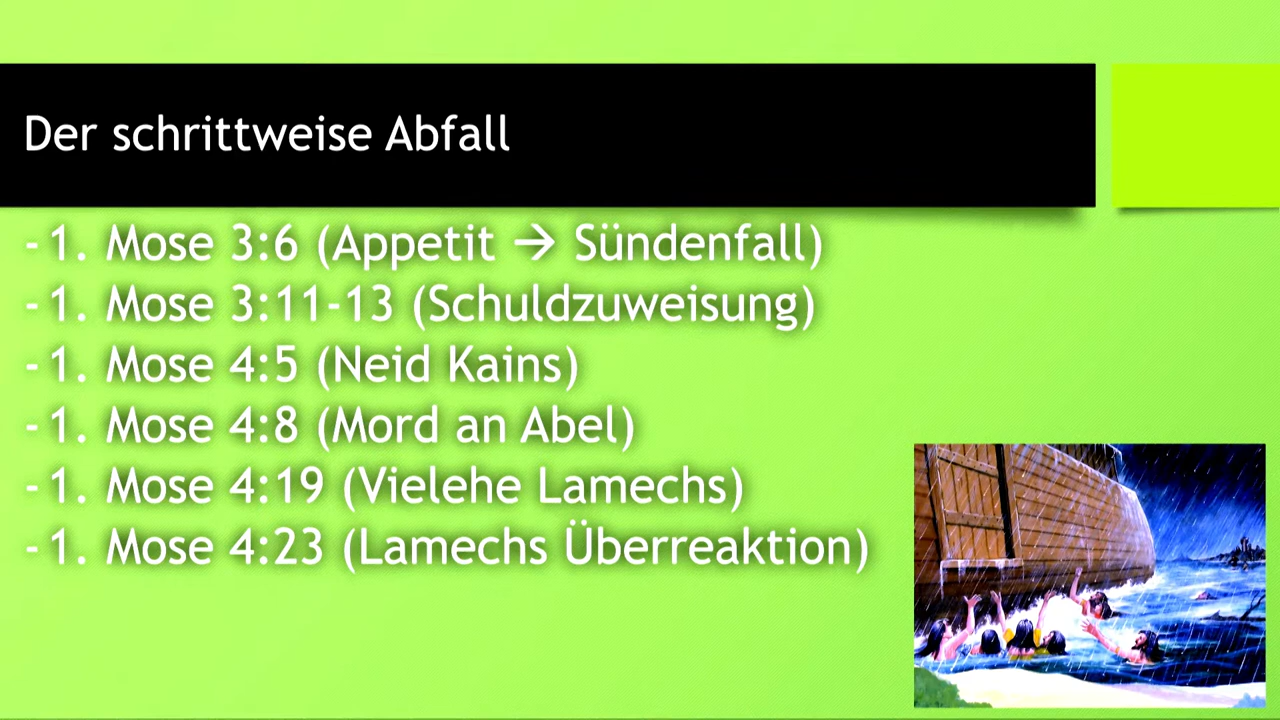 Der schrittweise Abfall
- 1. Mose 3:6 (Appetit → Sündenfall)
- 1. Mose 3:11-13 (Schuldzuweisung)
- 1. Mose 4:5 (Neid Kains)
- 1. Mose 4:8 (Mord an Abel)
- 1. Mose 4:19 (Vielehe Lamechs)
- 1. Mose 4:23 (Lamechs Überreaktion)